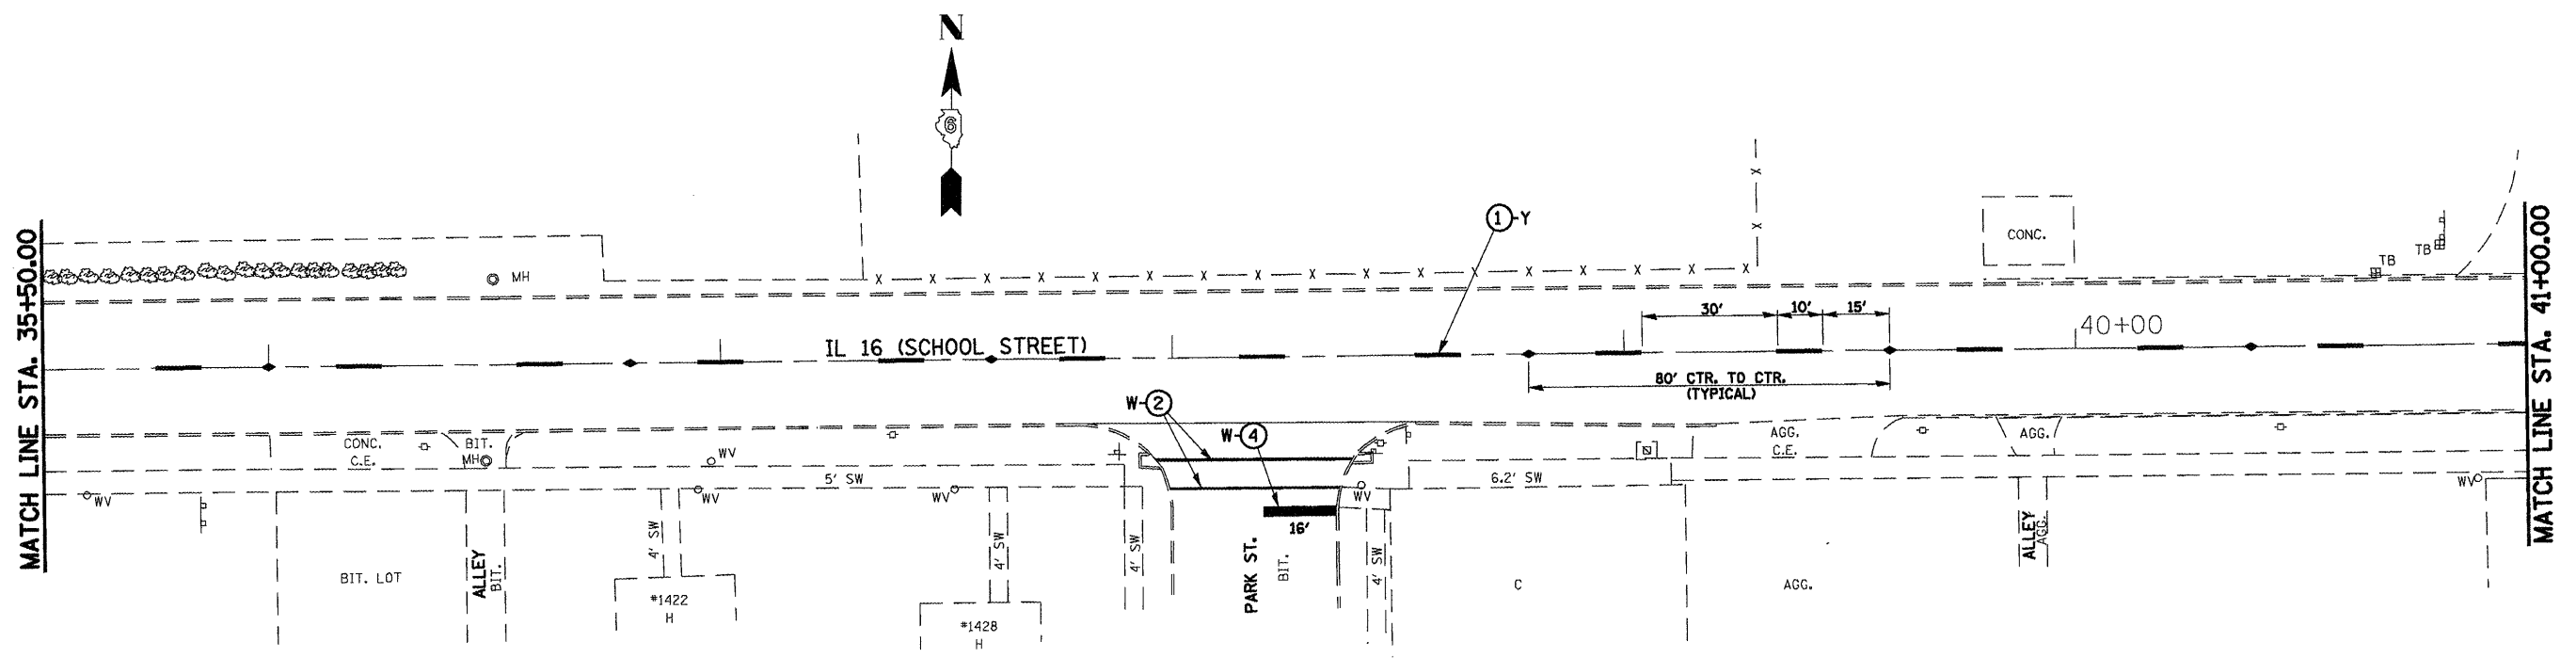 N
6
MATCH LINE STA. 35+50.00
MATCH LINE STA. 41+00.00
1-Y
CONC.
TB
TB
MH
30'
10'
15'
40+00
IL 16 (SCHOOL STREET)
80' CTR. TO CTR.
(TYPICAL)
W-2
W-4
CONC.
C.E.
BIT.
MH
WV
AGG.
C.E.
AGG.
5' SW
6.2' SW
WV
WV
WV
WV
WV
16'
ALLEY
BIT.
4' SW
4' SW
4' SW
PARK ST.
BIT.
4' SW
ALLEY
AGG.
BIT. LOT
C
AGG.
#1422
H
#1428
H
X X X X X X X X X X X X X X X X X
X
X